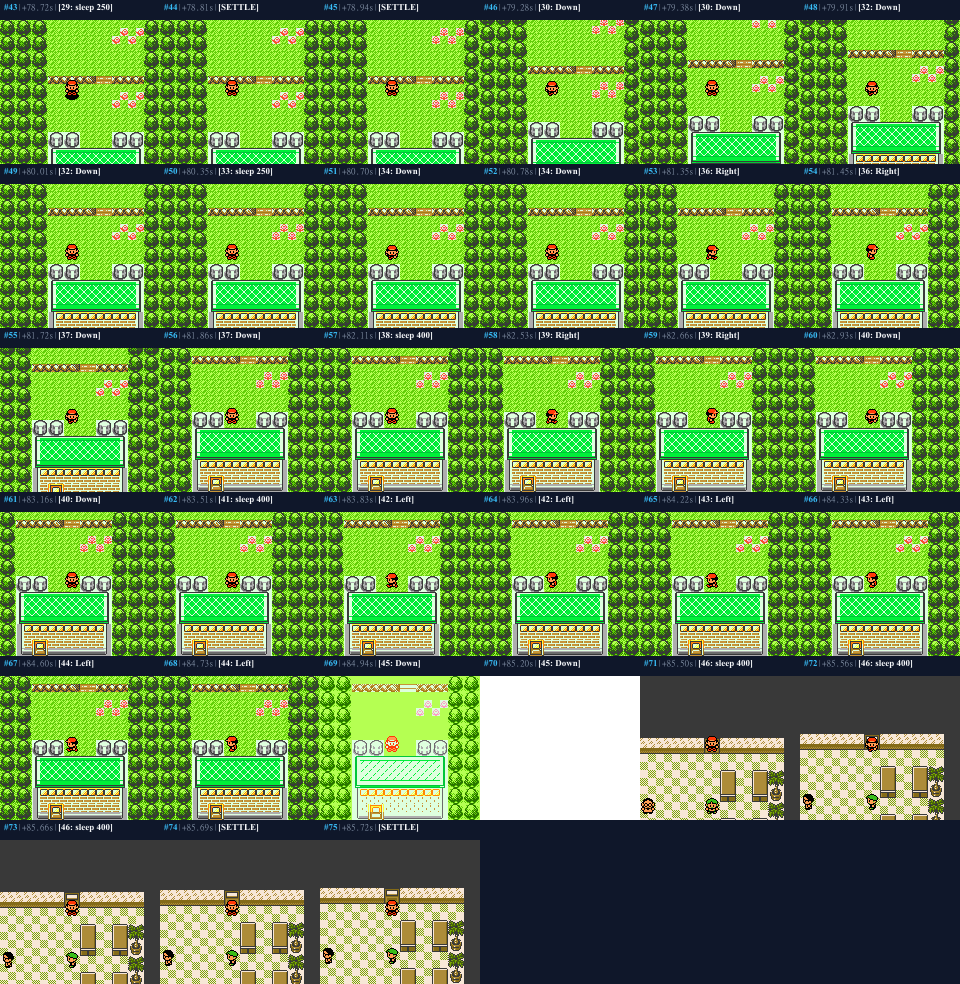 #43|+78.72s| [29: sleep 250] #44|+78.81s| [SETTLE] #45|+78.94s| [SETTLE] #46|+79.28s| [30: Down] #47|+79.38s| [30: Down] #48|+79.91s| [32: Down]
#49|+80.01s| [32: Down] #50|+80.35s| [33: sleep 250] #51|+80.70s| [34: Down] #52|+80.78s| [34: Down] #53|+81.35s| [36: Right] #54|+81.45s| [36: Right]
#55|+81.72s| [37: Down] #56|+81.86s| [37: Down] #57|+82.11s| [38: sleep 400] #58|+82.53s| [39: Right] #59|+82.66s| [39: Right] #60|+82.93s| [40: Down]
#61|+83.16s| [40: Down] #62|+83.51s| [41: sleep 400] #63|+83.83s| [42: Left] #64|+83.96s| [42: Left] #65|+84.22s| [43: Left] #66|+84.33s| [43: Left]
#67|+84.60s| [44: Left] #68|+84.73s| [44: Left] #69|+84.94s| [45: Down] #70|+85.20s| [45: Down] #71|+85.50s| [46: sleep 400] #72|+85.56s| [46: sleep 400]
#73|+85.66s| [46: sleep 400] #74|+85.69s| [SETTLE] #75|+85.72s| [SETTLE]